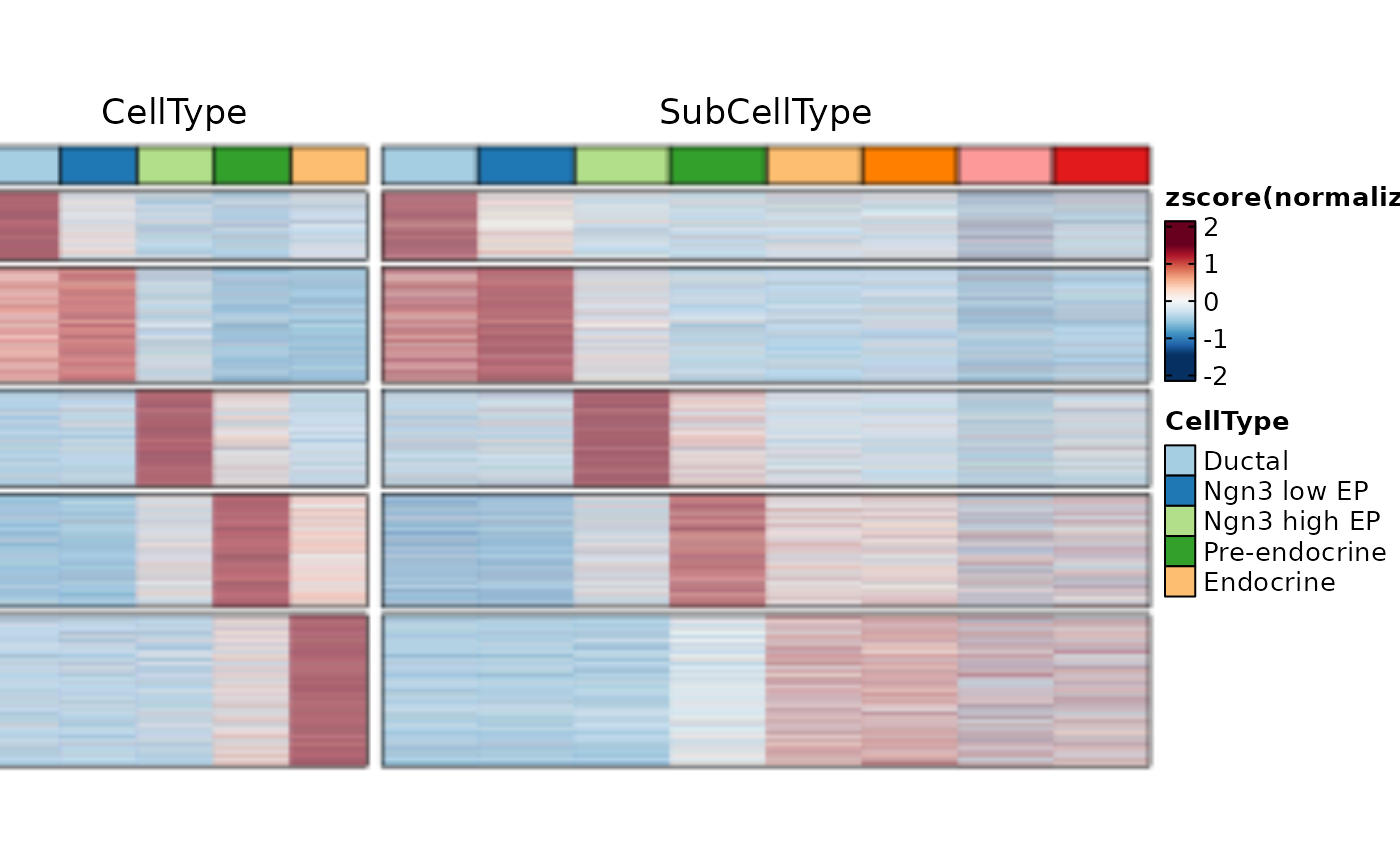 CellType
SubCellType
zscore(normaliz
2
1
0
-1
-2
CellType
Ductal
Ngn3 low EP
Ngn3 high EP
Pre-endocrine
Endocrine